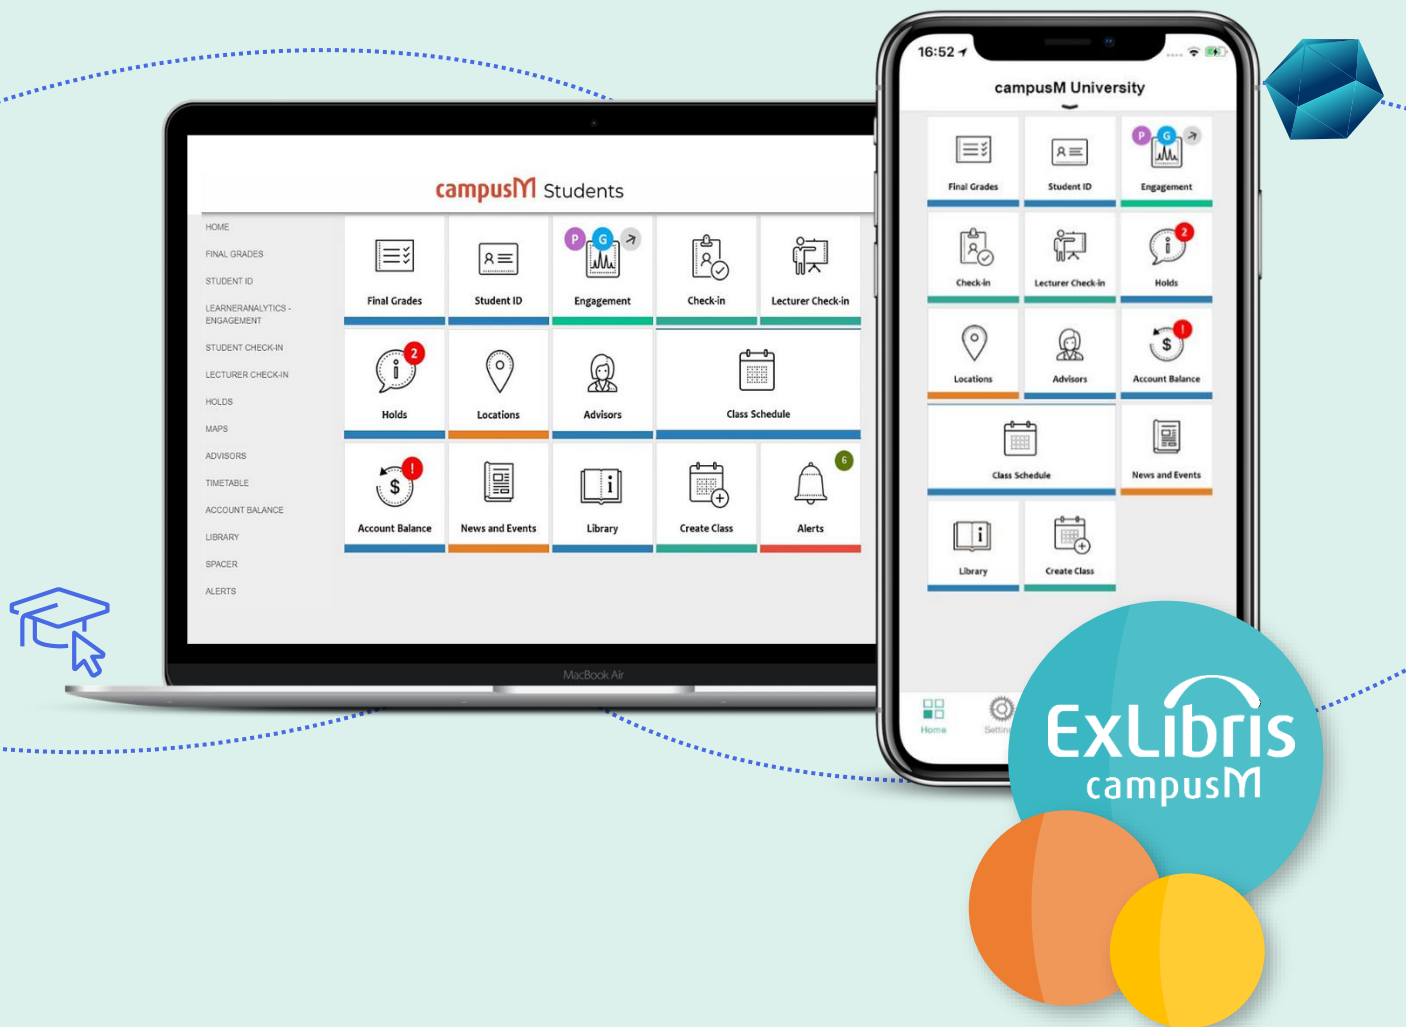 campusM Students
HOME
FINAL GRADES
STUDENT ID
LEARNERANALYTICS -
ENGAGEMENT
STUDENT CHECK-IN
LECTURER CHECK-IN
HOLDS
MAPS
ADVISORS
TIMETABLE
ACCOUNT BALANCE
LIBRARY
SPACER
ALERTS
P G
Final Grades
Student ID
Engagement
Check-in
Lecturer Check-in
2
Holds
Locations
Advisors
Class Schedule
!
$
i
6
Account Balance
News and Events
Library
Create Class
Alerts
MacBook Air
16:52
campusM University
P G
Final Grades
Student ID
Engagement
2
Check-in
Lecturer Check-in
Holds
!
$
Locations
Advisors
Account Balance
Class Schedule
News and Events
i
Library
Create Class
Home
ExLibris
campusM